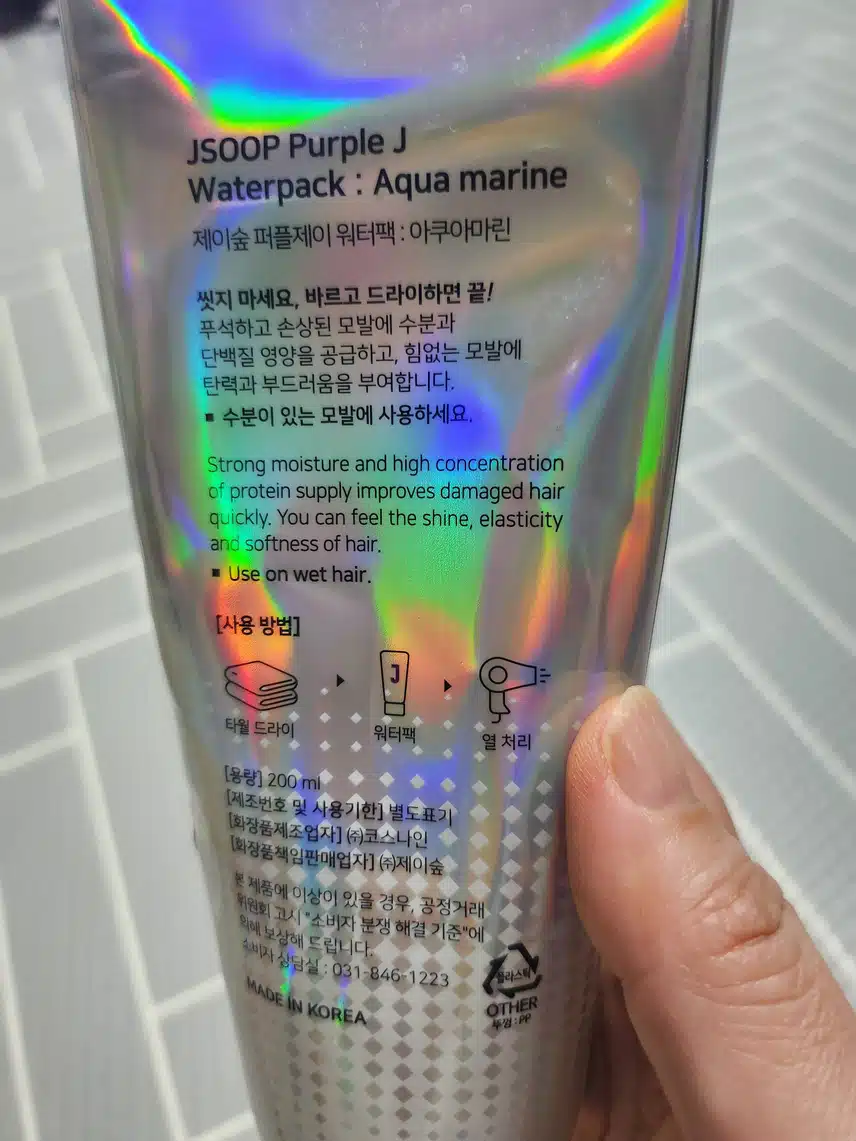 JSOOP Purple J
Waterpack : Aqua marine
제이숲 퍼플제이 워터팩 : 아쿠아마린
씻지 마세요, 바르고 드라이하면 끝!
푸석하고 손상된 모발에 수분과
단백질 영양을 공급하고, 힘없는 모발에
탄력과 부드러움을 부여합니다.
▪ 수분이 있는 모발에 사용하세요.
Strong moisture and high concentration
of protein supply improves damaged hair
quickly. You can feel the shine, elasticity
and softness of hair.
▪ Use on wet hair.
[사용 방법]
J
타월 드라이 워터팩 열 처리
[용량] 200 ml
[제조번호 및 사용기한] 별도표기
[화장품제조업자] ㈜코스나인
[화장품책임판매업자] ㈜제이숲
본 제품에 이상이 있을 경우, 공정거래
위원회 고시 "소비자 분쟁 해결 기준"에
의해 보상해 드립니다.
소비자 상담실 : 031-846-1223
MADE IN KOREA
플라스틱
OTHER
뚜껑 : PP